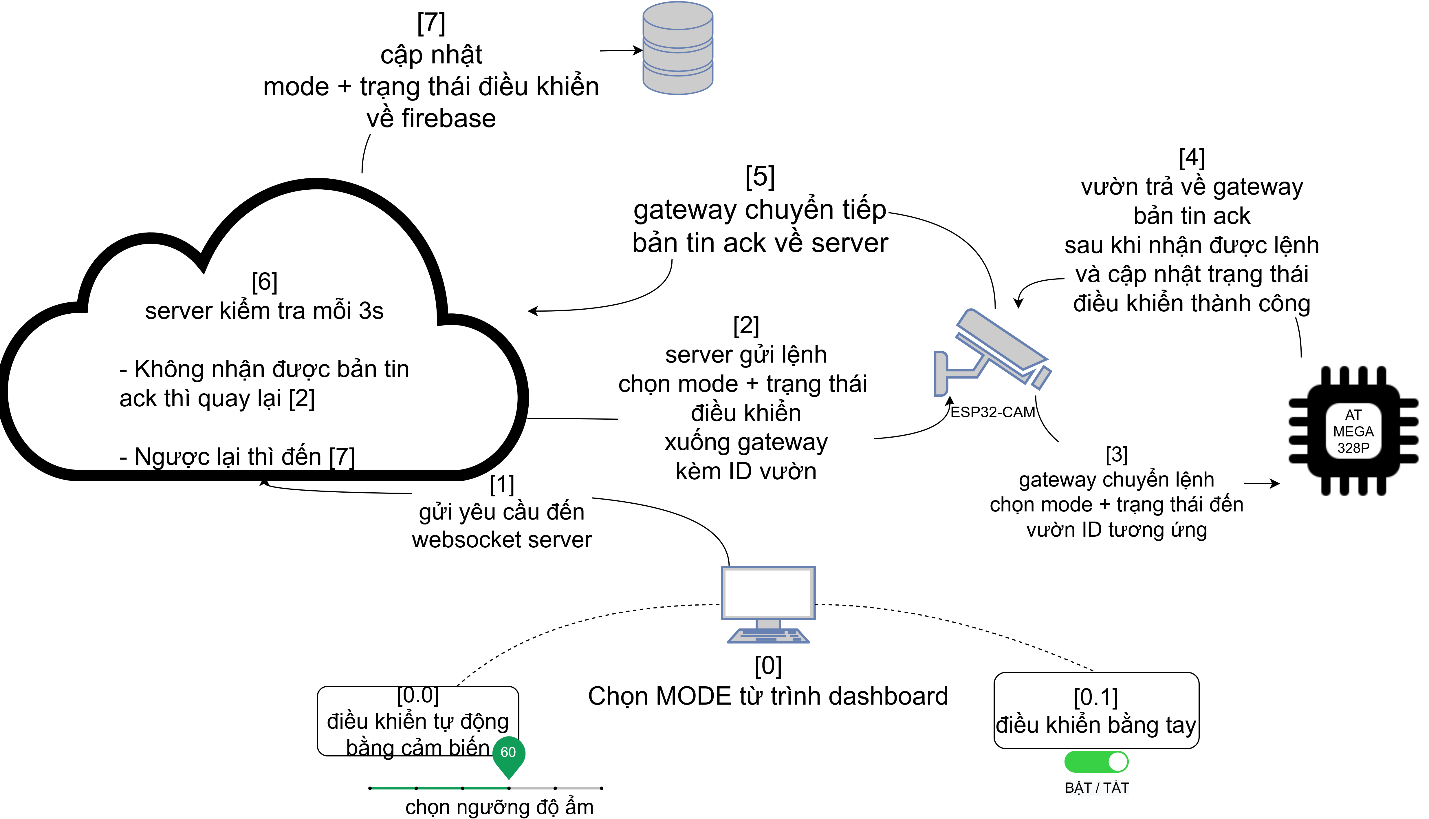 [7]
cập nhật
mode + trạng thái điều khiển
về firebase
[5]
gateway chuyển tiếp
bản tin ack về server
[4]
vườn trả về gateway
bản tin ack
sau khi nhận được lệnh
và cập nhật trạng thái
điều khiển thành công
[6]
server kiểm tra mỗi 3s
- Không nhận được bản tin
ack thì quay lại [2]
- Ngược lại thì đến [7]
[2]
server gửi lệnh
chọn mode + trạng thái
điều khiển
xuống gateway
kèm ID vườn
ESP32-CAM
AT
MEGA
328P
[3]
gateway chuyển lệnh
chọn mode + trạng thái đến
vườn ID tương ứng
[1]
gửi yêu cầu đến
websocket server
[0]
Chọn MODE từ trình dashboard
[0.0]
điều khiển tự động
bằng cảm biến
60
chọn ngưỡng độ ẩm
[0.1]
điều khiển bằng tay
BẬT / TẮT